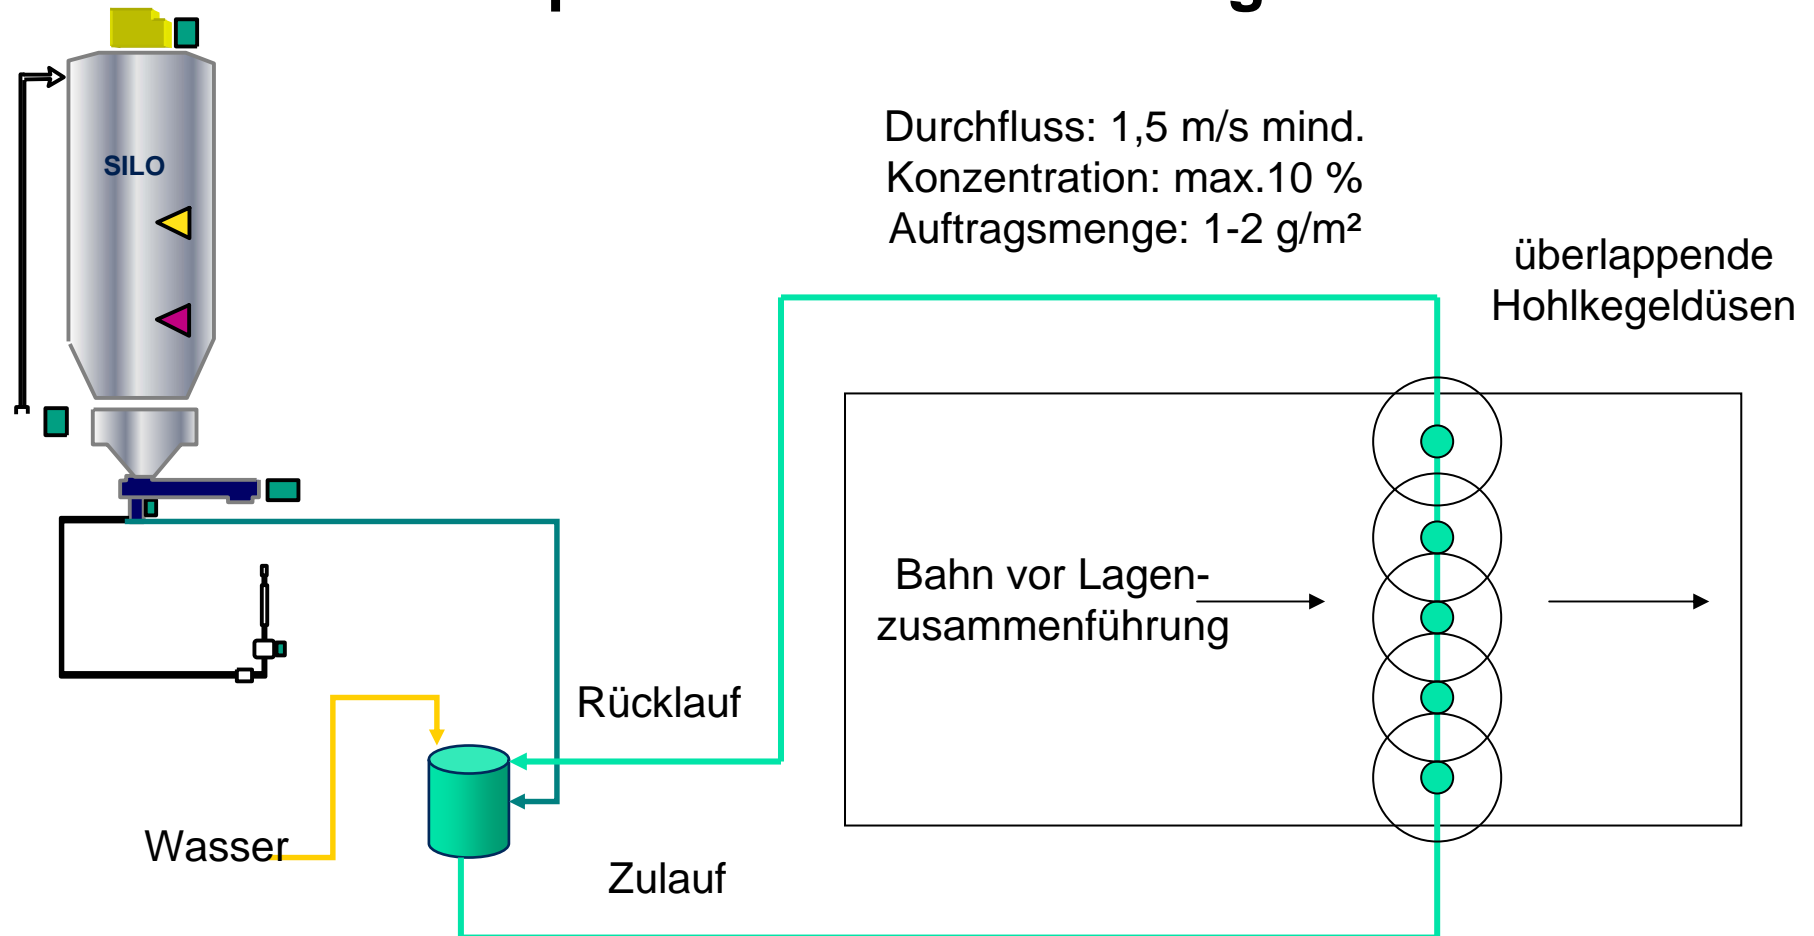 SILO
Durchfluss: 1,5 m/s mind.
Konzentration: max.10 %
Auftragsmenge: 1-2 g/m²
überlappende
Hohlkegeldüsen
Bahn vor Lagen-
zusammenführung
Rücklauf
Wasser
Zulauf